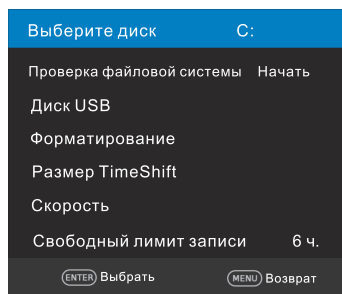 Выберите диск C:
Проверка файловой системы Начать
Диск USB
Форматирование
Размер TimeShift
Скорость
Свободный лимит записи 6 ч.
ENTER Выбрать MENU Возврат